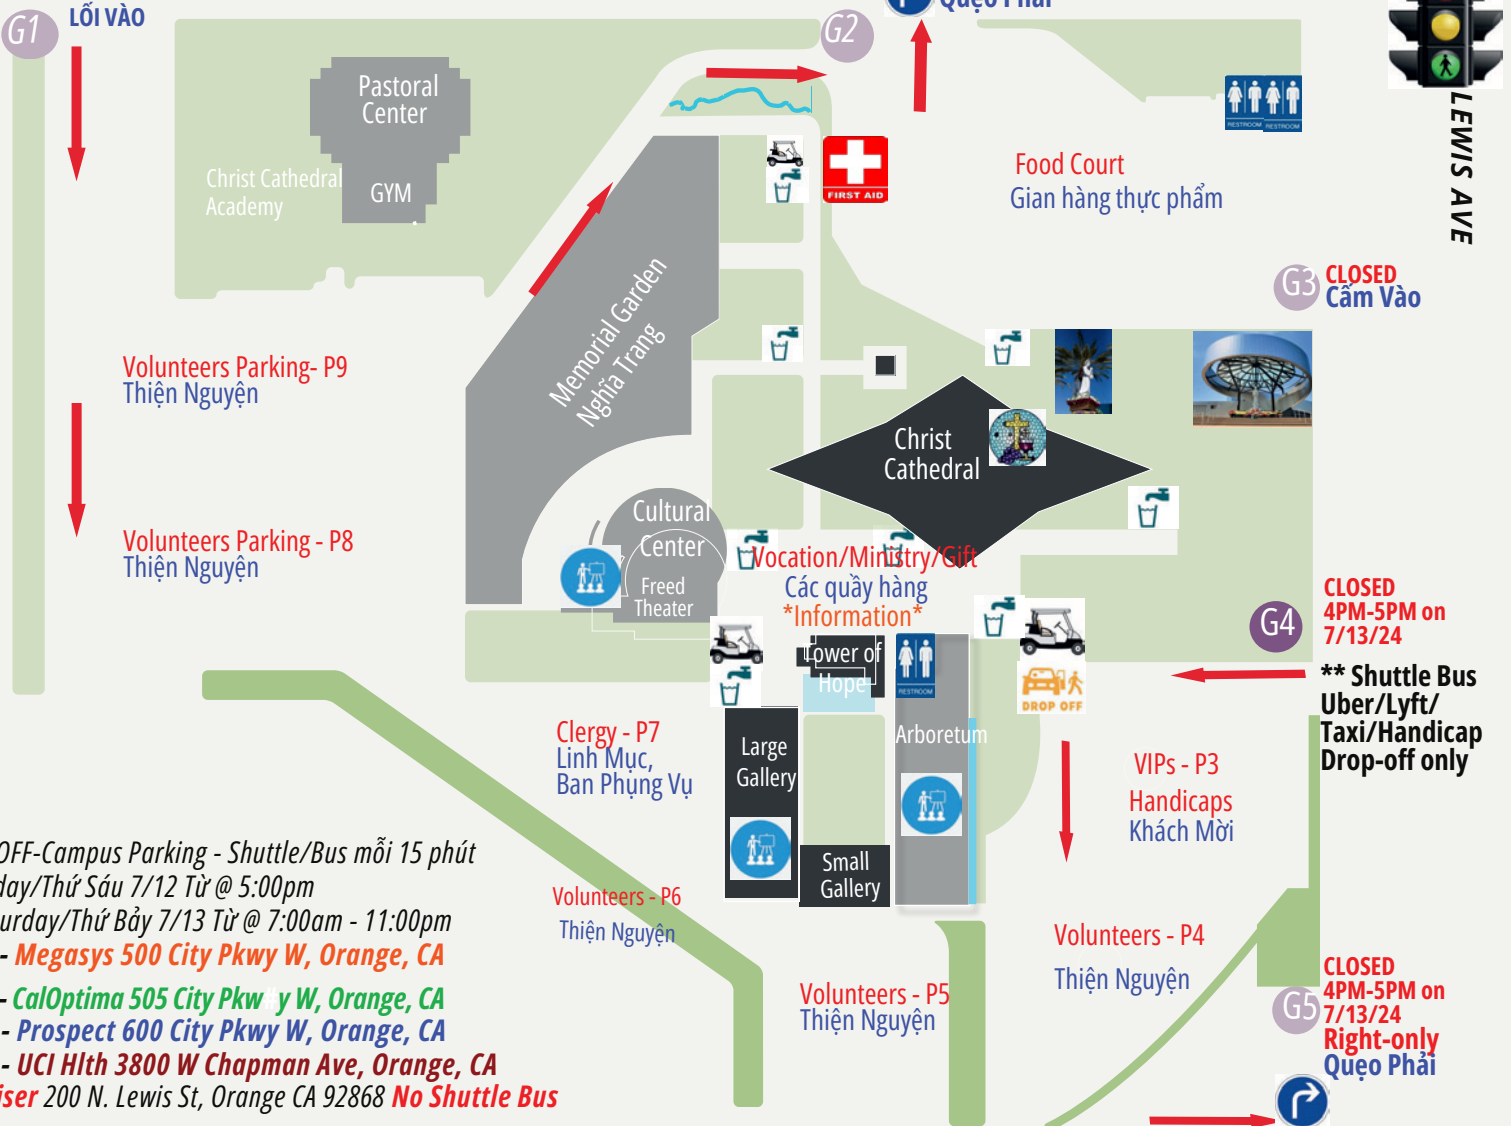 G1
LỐI VÀO
G2
Quẹo Phải
Pastoral
Center
Christ Cathedral
Academy
GYM
RESTROOM RESTROOM
LEWIS AVE
FIRST AID
Food Court
Gian hàng thực phẩm
G3
CLOSED
Cấm Vào
Memorial Garden
Nghĩa Trang
Volunteers Parking- P9
Thiện Nguyện
Christ
Cathedral
Volunteers Parking - P8
Thiện Nguyện
Cultural
Center
Freed
Theater
Vocation/Ministry/Gift
Các quầy hàng
*Information*
G4
CLOSED
4PM-5PM on
7/13/24
** Shuttle Bus
Uber/Lyft/
Taxi/Handicap
Drop-off only
Tower of
Hope
RESTROOM
DROP OFF
Clergy - P7
Linh Mục,
Ban Phụng Vụ
Large
Gallery
Arboretum
VIPs - P3
Handicaps
Khách Mời
Small
Gallery
Volunteers - P6
Thiện Nguyện
Volunteers - P4
Thiện Nguyện
Volunteers - P5
Thiện Nguyện
G5
CLOSED
4PM-5PM on
7/13/24
Right-only
Quẹo Phải
OFF-Campus Parking - Shuttle/Bus mỗi 15 phút
day/Thứ Sáu 7/12 Từ @ 5:00pm
urday/Thứ Bảy 7/13 Từ @ 7:00am - 11:00pm
- Megasys 500 City Pkwy W, Orange, CA
- CalOptima 505 City Pkw#y W, Orange, CA
- Prospect 600 City Pkwy W, Orange, CA
- UCI Hlth 3800 W Chapman Ave, Orange, CA
iser 200 N. Lewis St, Orange CA 92868 No Shuttle Bus